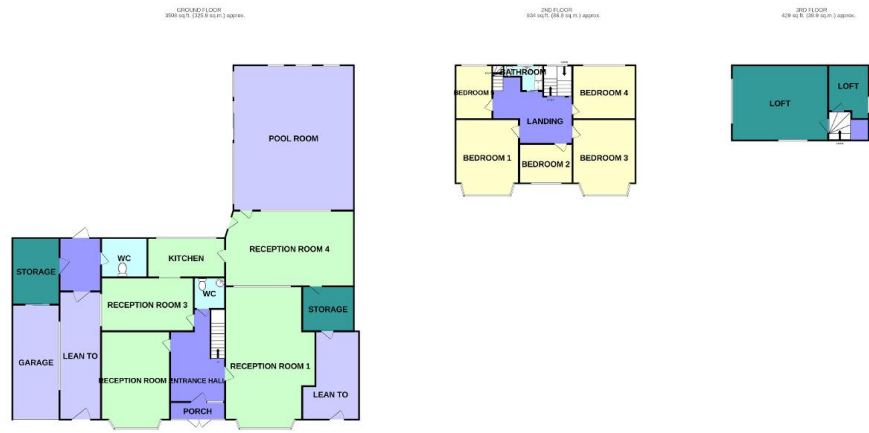 GROUND FLOOR
3508 sq.ft. (325.9 sq.m.) approx.
2ND FLOOR
934 sq.ft. (86.8 sq.m.) approx.
3RD FLOOR
429 sq.ft. (39.9 sq.m.) approx.
POOL ROOM
RECEPTION ROOM 4
KITCHEN
WC
STORAGE
WC
RECEPTION ROOM 3
STORAGE
GARAGE
LEAN TO
RECEPTION ROOM
ENTRANCE HALL
RECEPTION ROOM 1
LEAN TO
PORCH
BATHROOM
BEDROOM
BEDROOM 4
LANDING
BEDROOM 1
BEDROOM 2
BEDROOM 3
LOFT
LOFT